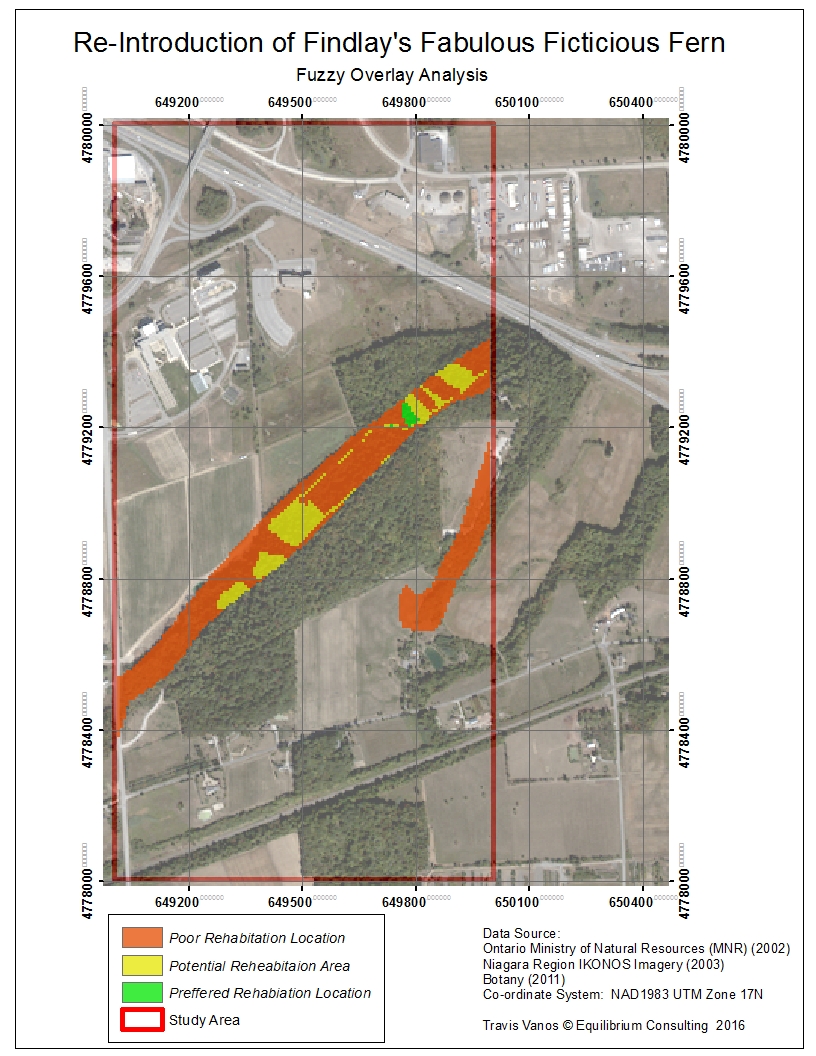 Re-Introduction of Findlay's Fabulous Ficticious Fern
Fuzzy Overlay Analysis
649200 649500 649800 650100 650400
4780000 4780000
4779600 4779600
4779200 4779200
4778800 4778800
4778400 4778400
4778000 4778000
649200 649500 649800 650100 650400
Poor Rehabitation Location
Potential Reheabitaion Area
Preffered Rehabiation Location
Study Area
Data Source:
Ontario Ministry of Natural Resources (MNR) (2002)
Niagara Region IKONOS Imagery (2003)
Botany (2011)
Co-ordinate System: NAD1983 UTM Zone 17N
Travis Vanos © Equilibrium Consulting 2016